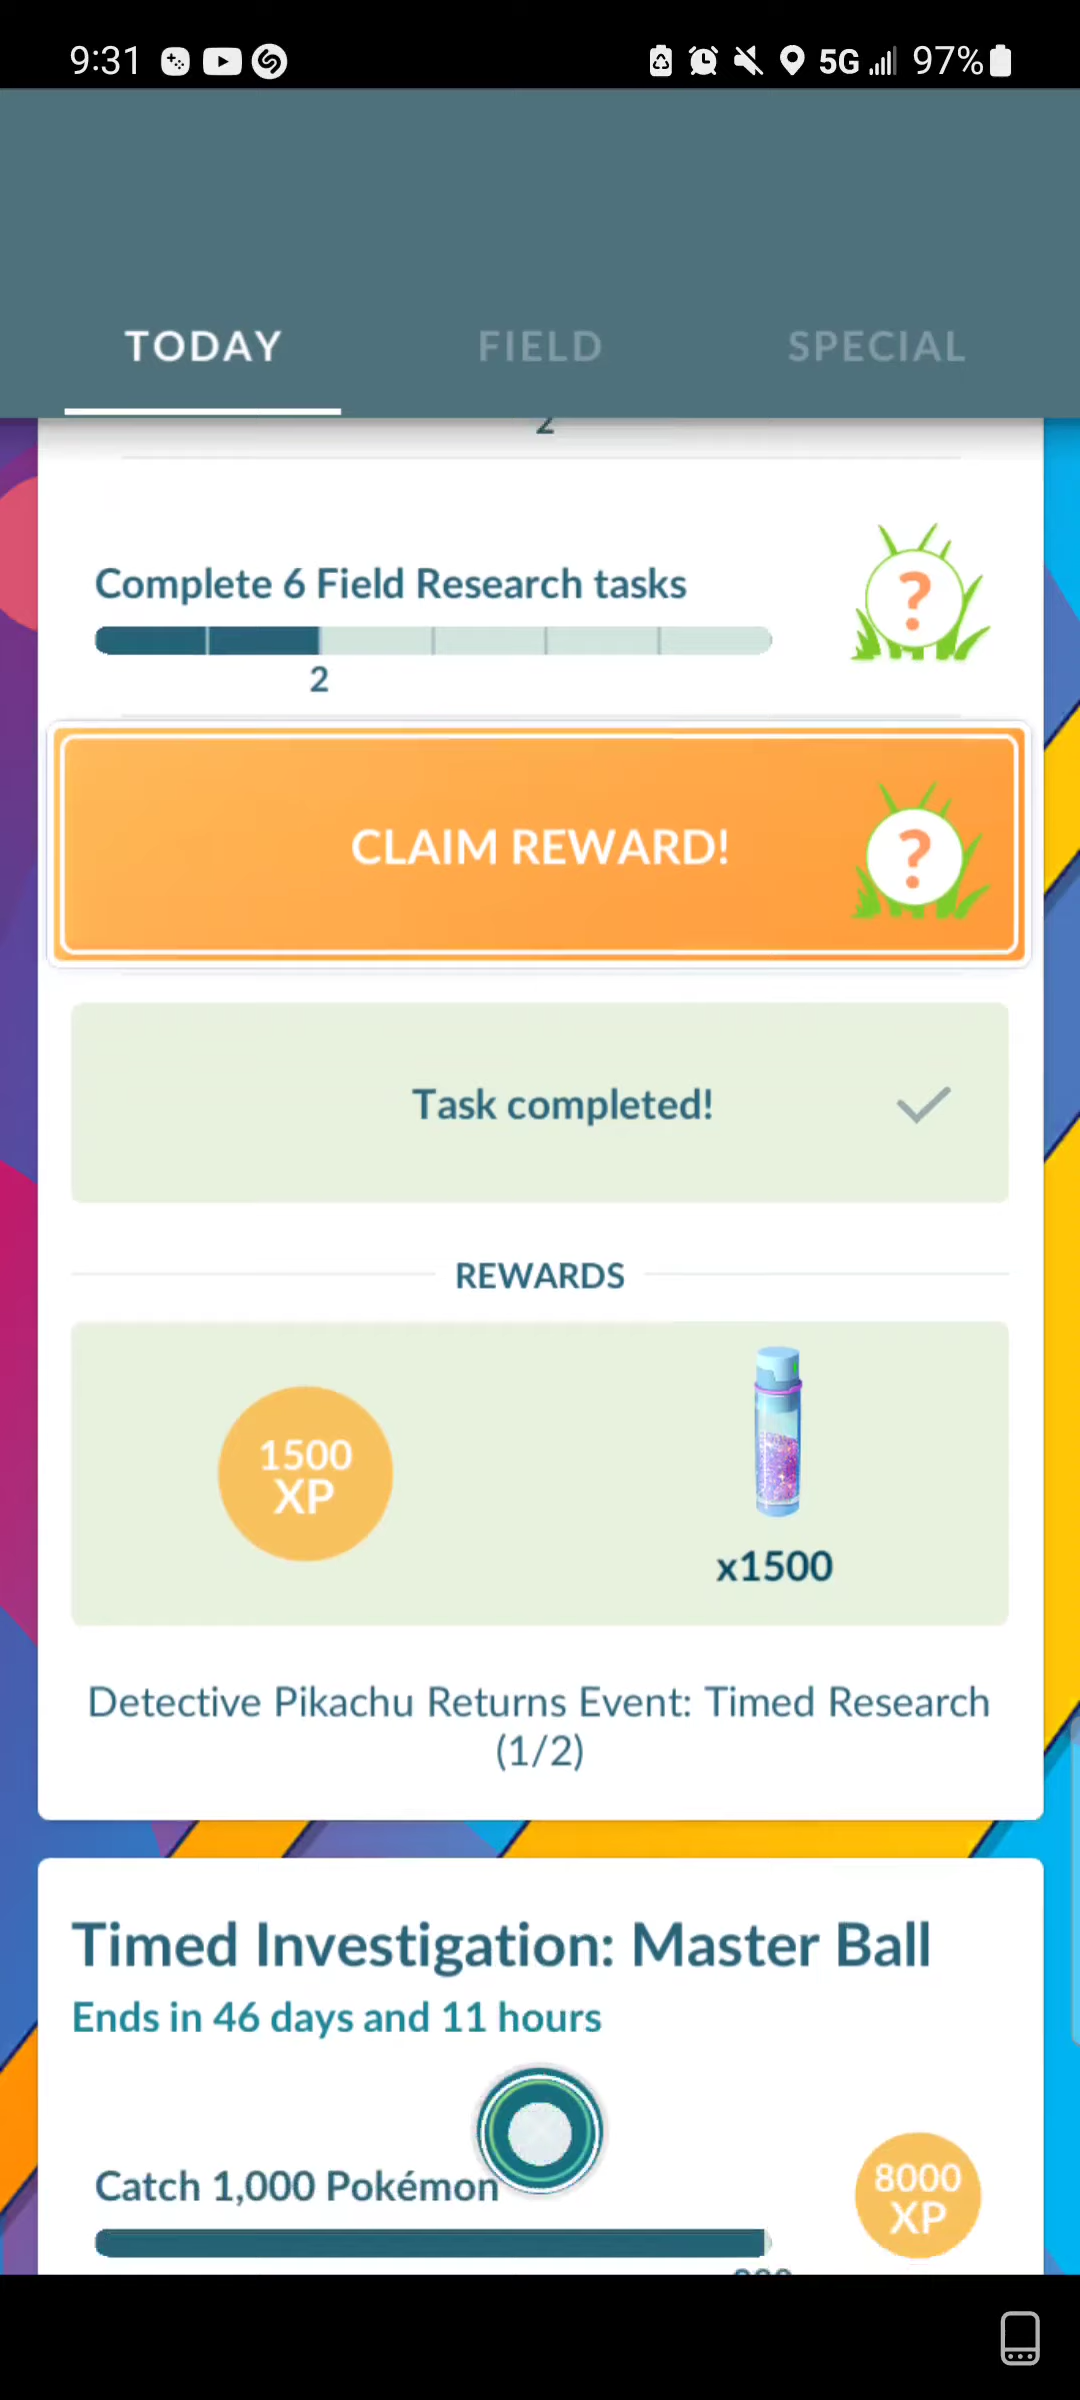 9:31 5G 97%
TODAY FIELD SPECIAL
2
Complete 6 Field Research tasks
?
2
CLAIM REWARD!
?
Task completed!
REWARDS
1500
XP
x1500
Detective Pikachu Returns Event: Timed Research
(1/2)
Timed Investigation: Master Ball
Ends in 46 days and 11 hours
Catch 1,000 Pokémon
8000
XP